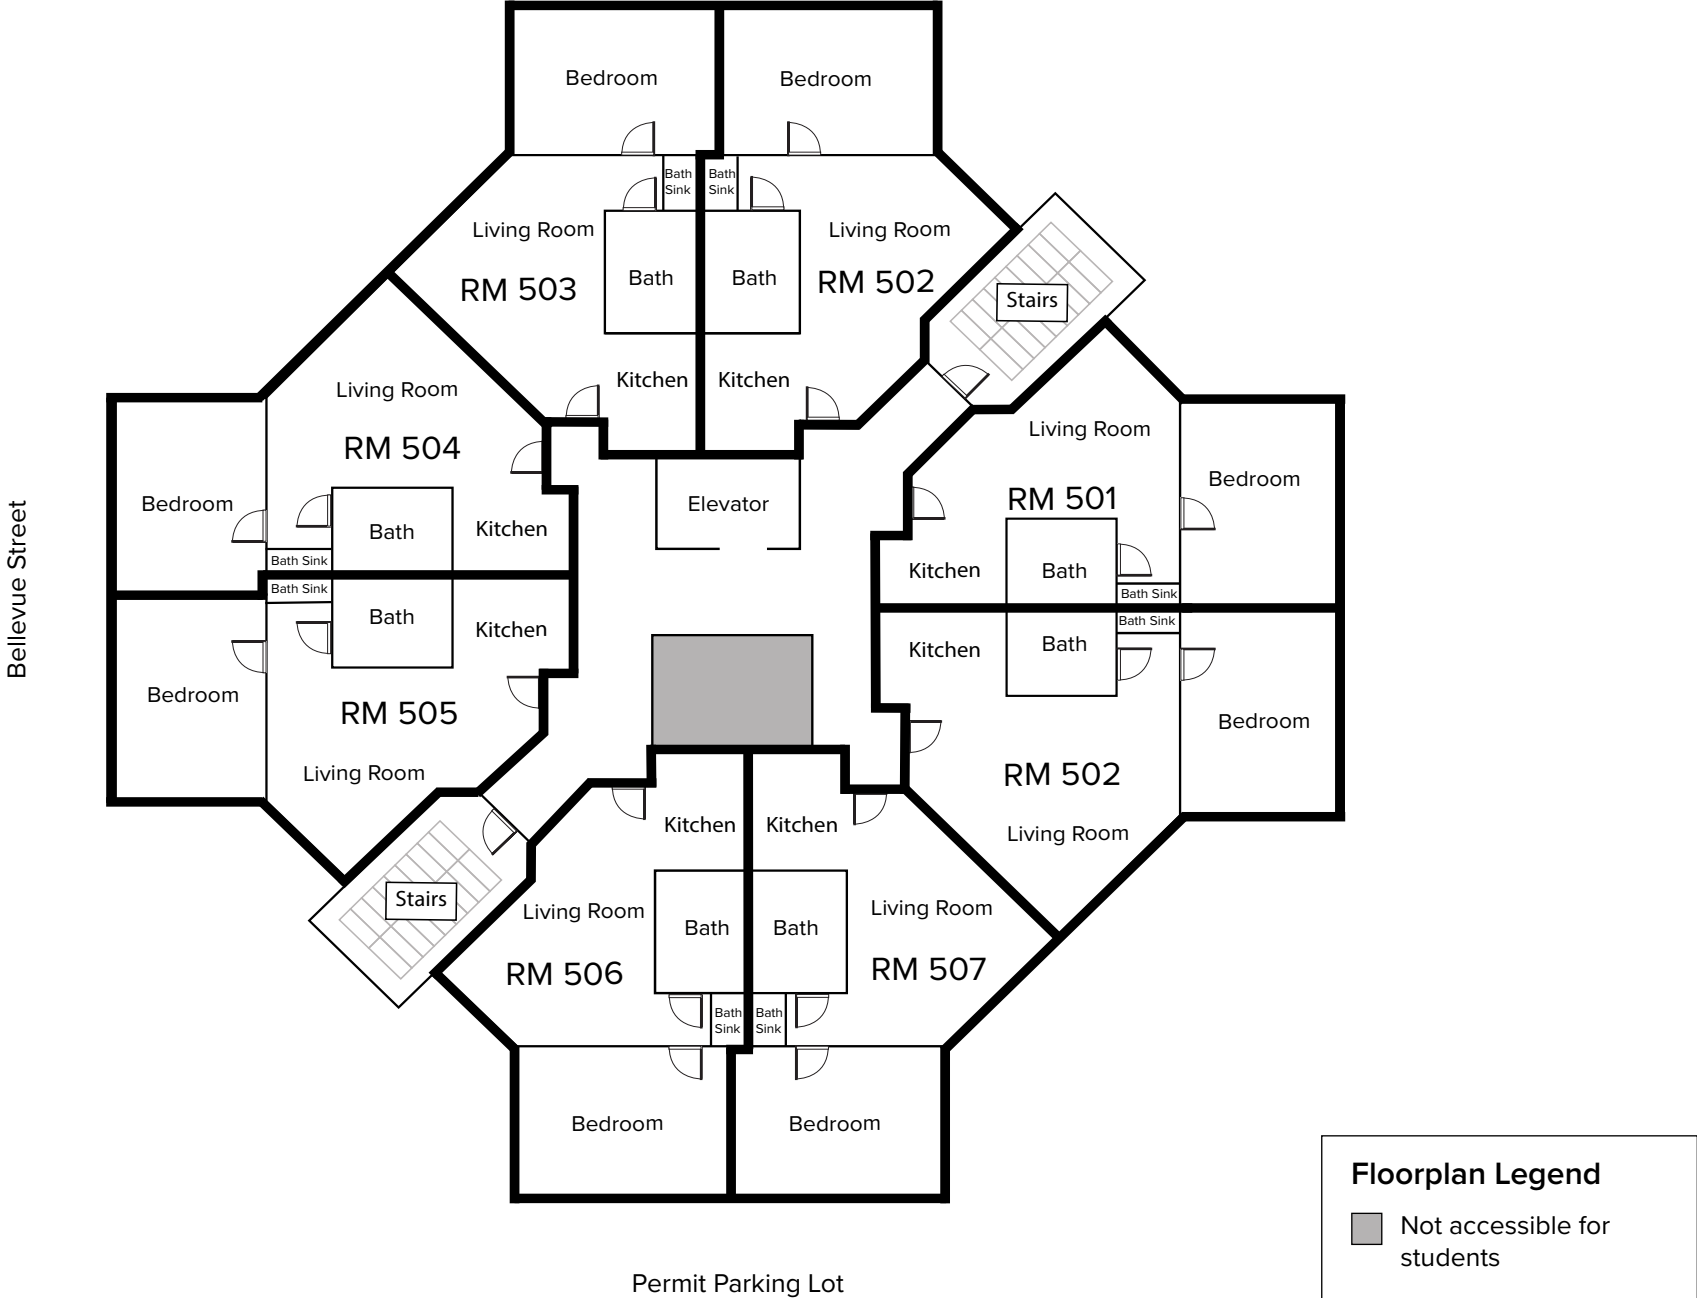 Bedroom
Bedroom
Bath
Sink
Bath
Sink
Living Room
Living Room
RM 503
Bath
Bath
RM 502
Stairs
Kitchen
Kitchen
Living Room
RM 504
Bedroom
Bath
Kitchen
Bath Sink
Elevator
Living Room
RM 501
Bedroom
Kitchen
Bath
Bath Sink
Bellevue Street
Bath Sink
Bath
Kitchen
Bedroom
RM 505
Living Room
Bath Sink
Kitchen
Bath
Bedroom
RM 502
Living Room
Stairs
Kitchen
Kitchen
Living Room
Living Room
Bath
Bath
RM 506
RM 507
Bath
Sink
Bath
Sink
Bedroom
Bedroom
Floorplan Legend
Not accessible for
students
Permit Parking Lot